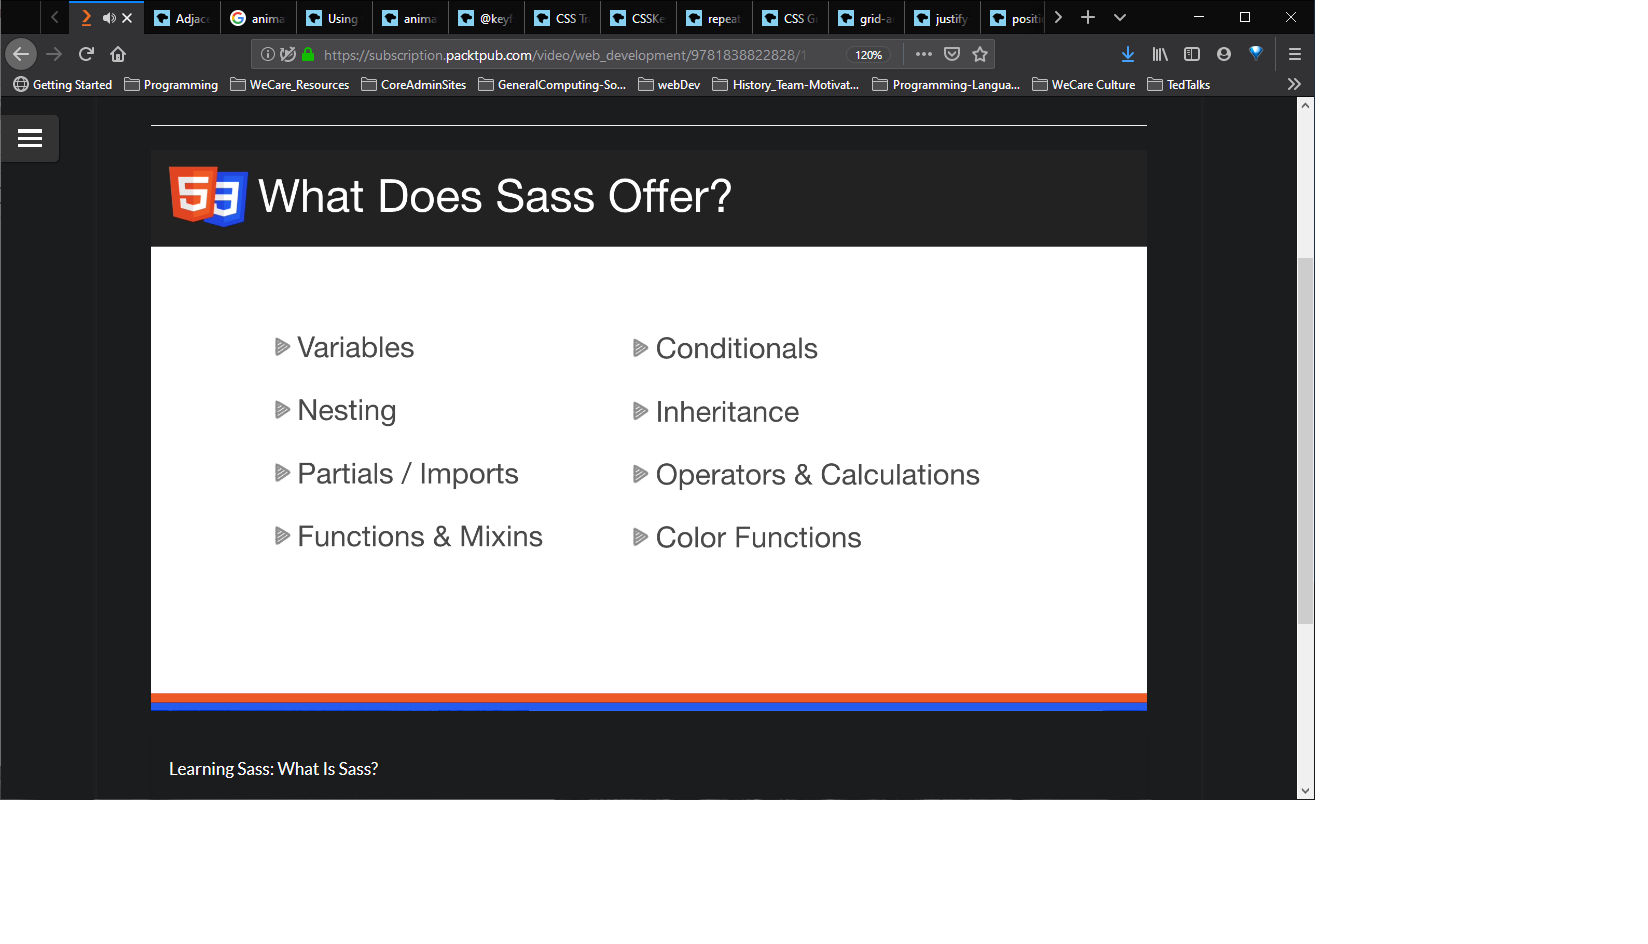 Adjac
anima
Using
anima
@keyf
CSS Tr
CSSKe
repeat
CSS G
grid-a
justify
positi
https://subscription.packtpub.com/video/web_development/9781838822828/1
120%
Getting Started
Programming
WeCare_Resources
CoreAdminSites
GeneralComputing-So...
webDev
History_Team-Motivat...
Programming-Langua...
WeCare Culture
TedTalks
What Does Sass Offer?
Variables
Conditionals
Nesting
Inheritance
Partials / Imports
Operators & Calculations
Functions & Mixins
Color Functions
Learning Sass: What Is Sass?